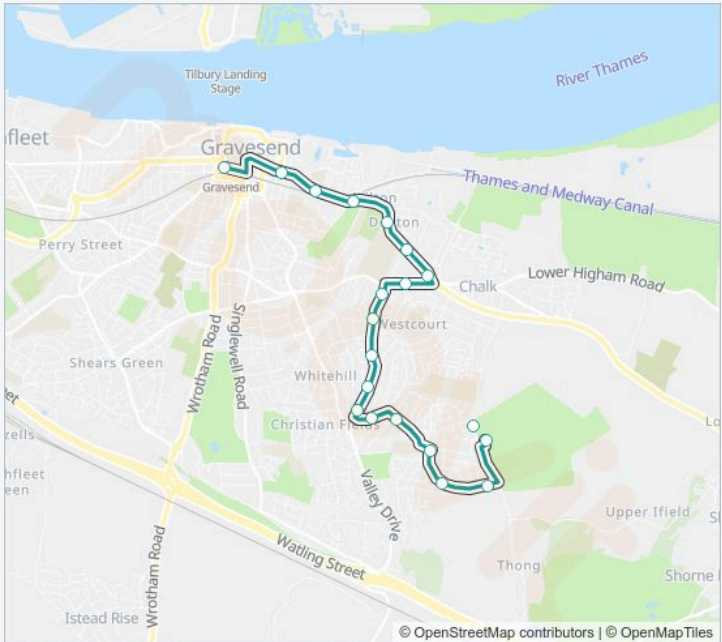 Tilbury Landing
Stage
River Thames
nfleet
Gravesend
Gravesend
Thames and Medway Canal
Denton
Perry Street
Chalk
Lower Higham Road
Westcourt
Singlewell Road
Wrotham Road
Shears Green
Whitehill
Christian Fields
Valley Drive
Upper Ifield
Watling Street
Thong
Shorne
Wrotham Road
Istead Rise
© OpenStreetMap contributors | © OpenMapTiles